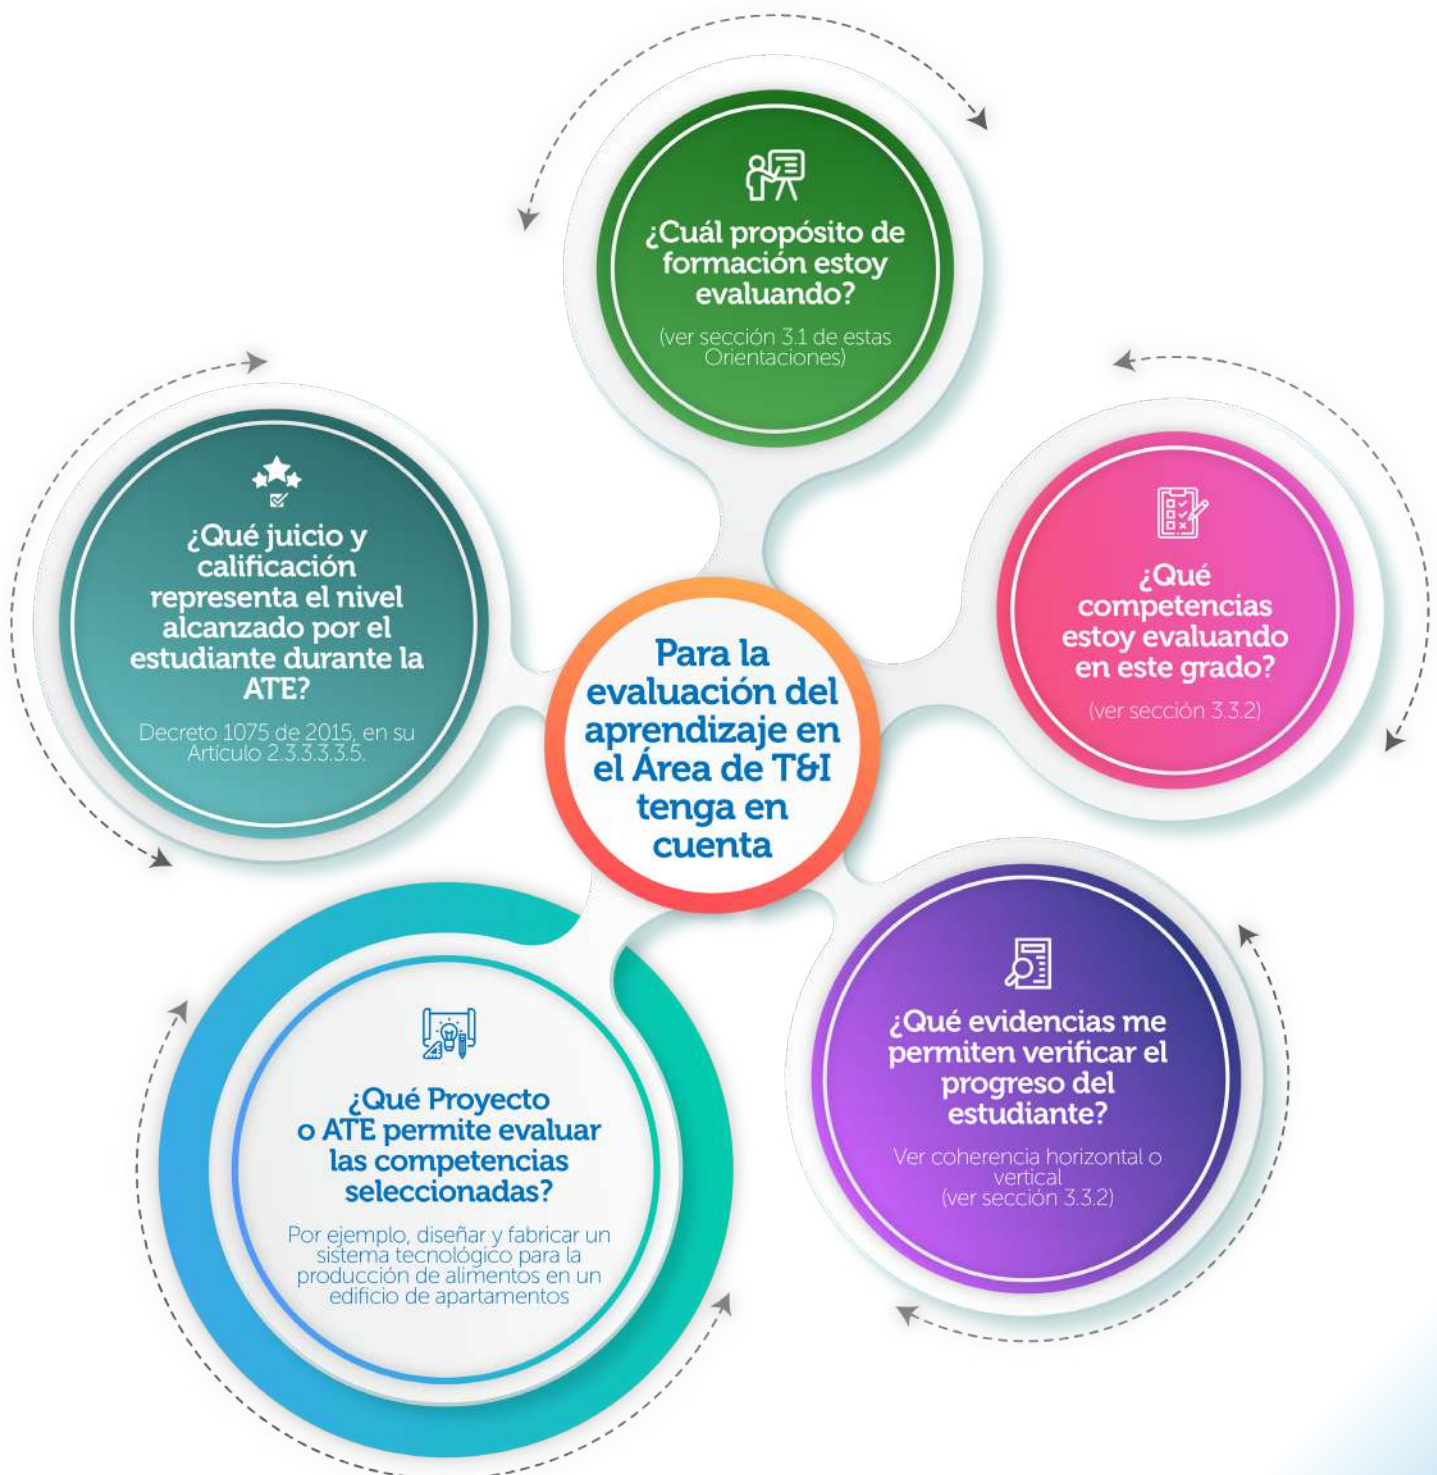 ¿Cuál propósito de
formación estoy
evaluando?
(ver sección 3.1 de estas
Orientaciones)
¿Qué
competencias
estoy evaluando
en este grado?
(ver sección 3.3.2)
¿Qué evidencias me
permiten verificar el
progreso del
estudiante?
Ver coherencia horizontal o
vertical
(ver sección 3.3.2)
¿Qué Proyecto
o ATE permite evaluar
las competencias
seleccionadas?
Por ejemplo, diseñar y fabricar un
sistema tecnológico para la
producción de alimentos en un
edificio de apartamentos
¿Qué juicio y
calificación
representa el nivel
alcanzado por el
estudiante durante la
ATE?
Decreto 1075 de 2015, en su
Artículo 2.3.3.3.3.5.
Para la
evaluación del
aprendizaje en
el Área de T&I
tenga en
cuenta